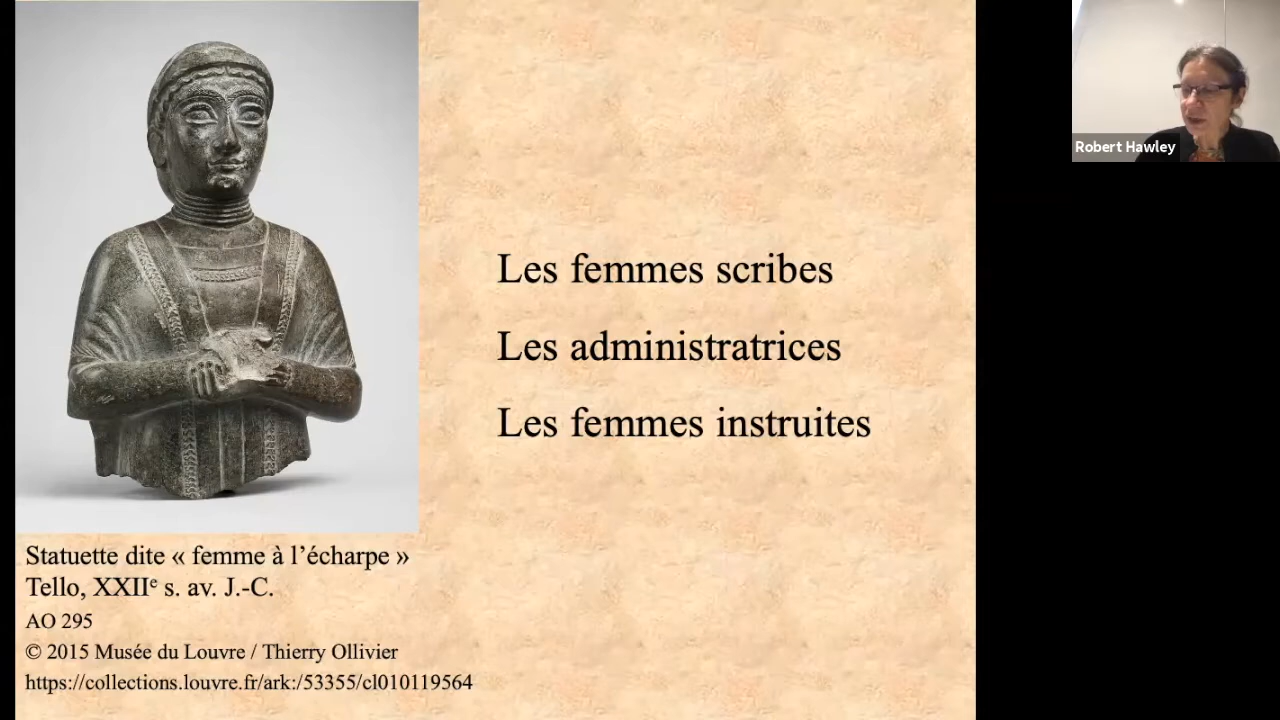 Robert Hawley
Les femmes scribes
Les administratrices
Les femmes instruites
Statuette dite « femme à l’écharpe »
Tello, XXIIᵉ s. av. J.-C.
AO 295
© 2015 Musée du Louvre / Thierry Ollivier
https://collections.louvre.fr/ark:/53355/cl010119564